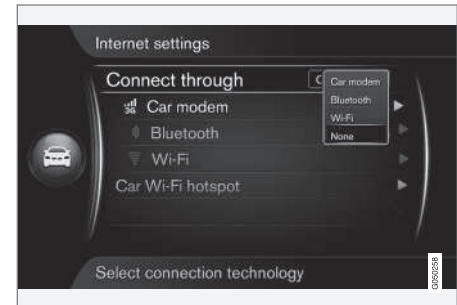 Internet settings
Connect through
Car modem
Bluetooth
Wi-Fi
None
3G Car modem
Bluetooth
Wi-Fi
Car Wi-Fi hotspot
Select connection technology
G050258